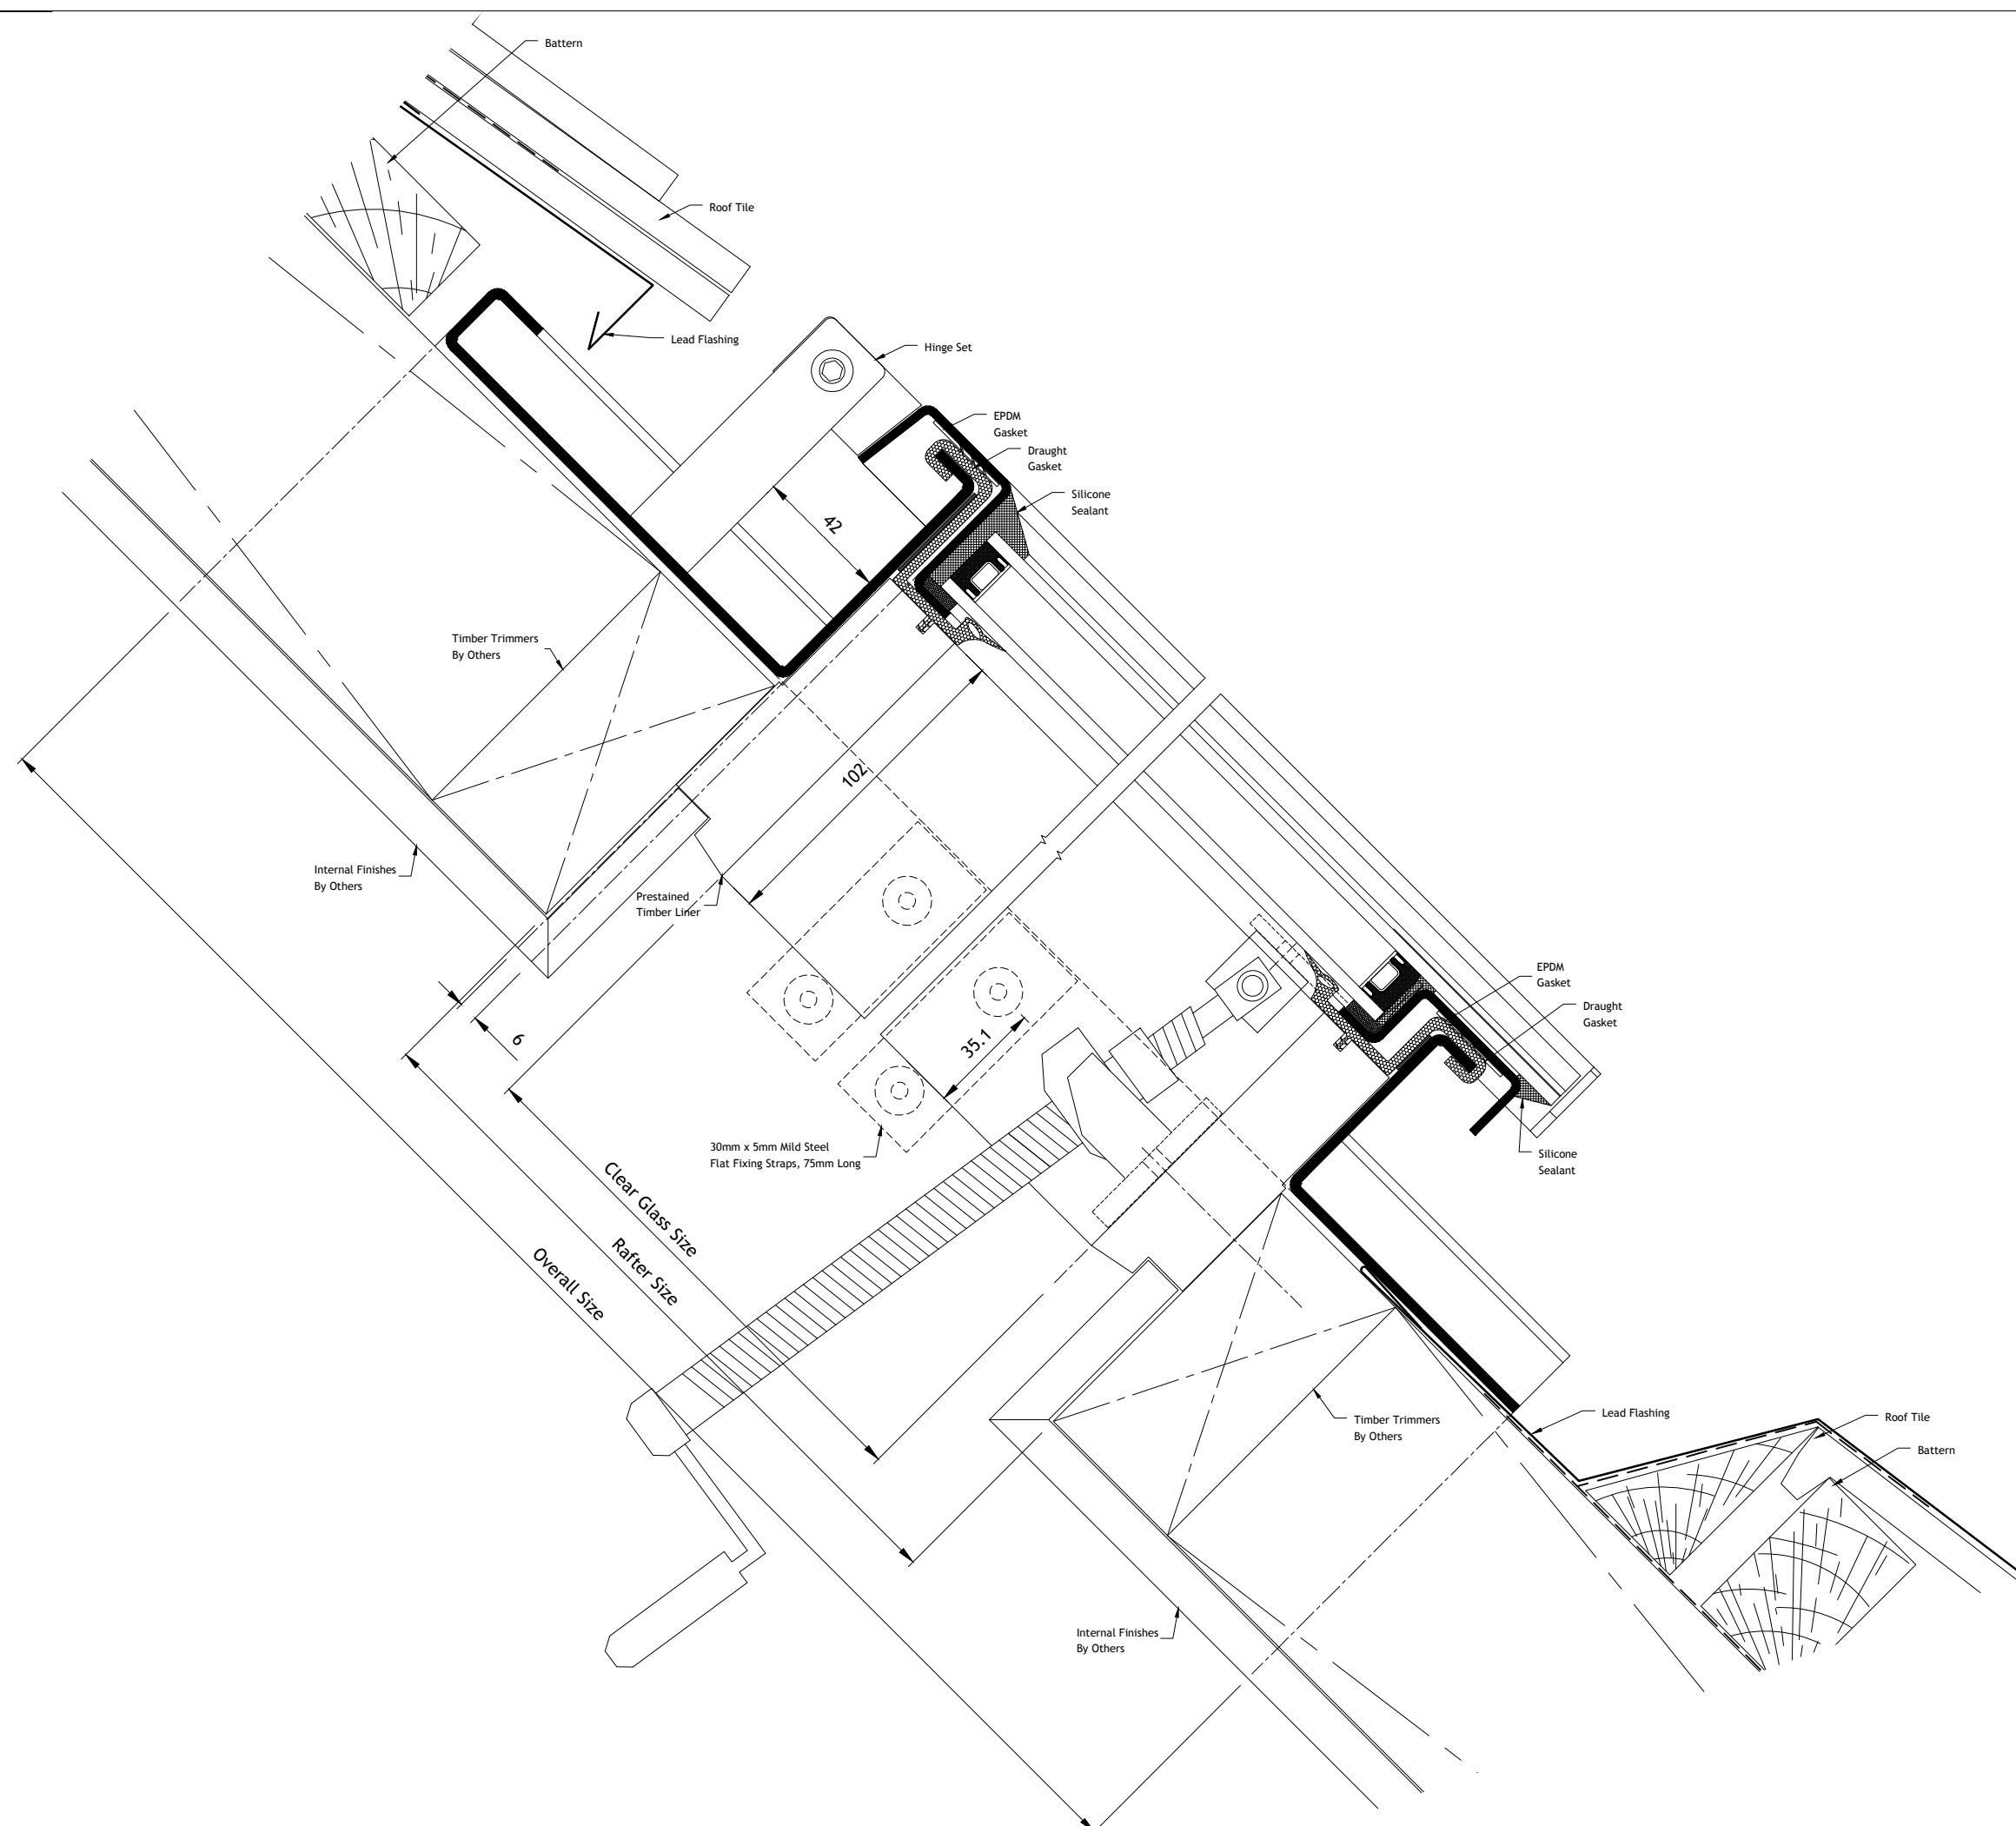 Battern
Roof Tile
Lead Flashing
Hinge Set
EPDM
Gasket
Draught
Gasket
Silicone
Sealant
42
Timber Trimmers
By Others
102
Internal Finishes
By Others
Prestained
Timber Liner
6
35.1
EPDM
Gasket
Draught
Gasket
30mm x 5mm Mild Steel
Flat Fixing Straps, 75mm Long
Silicone
Sealant
Clear Glass Size
Rafter Size
Overall Size
Timber Trimmers
By Others
Lead Flashing
Roof Tile
Battern
Internal Finishes
By Others